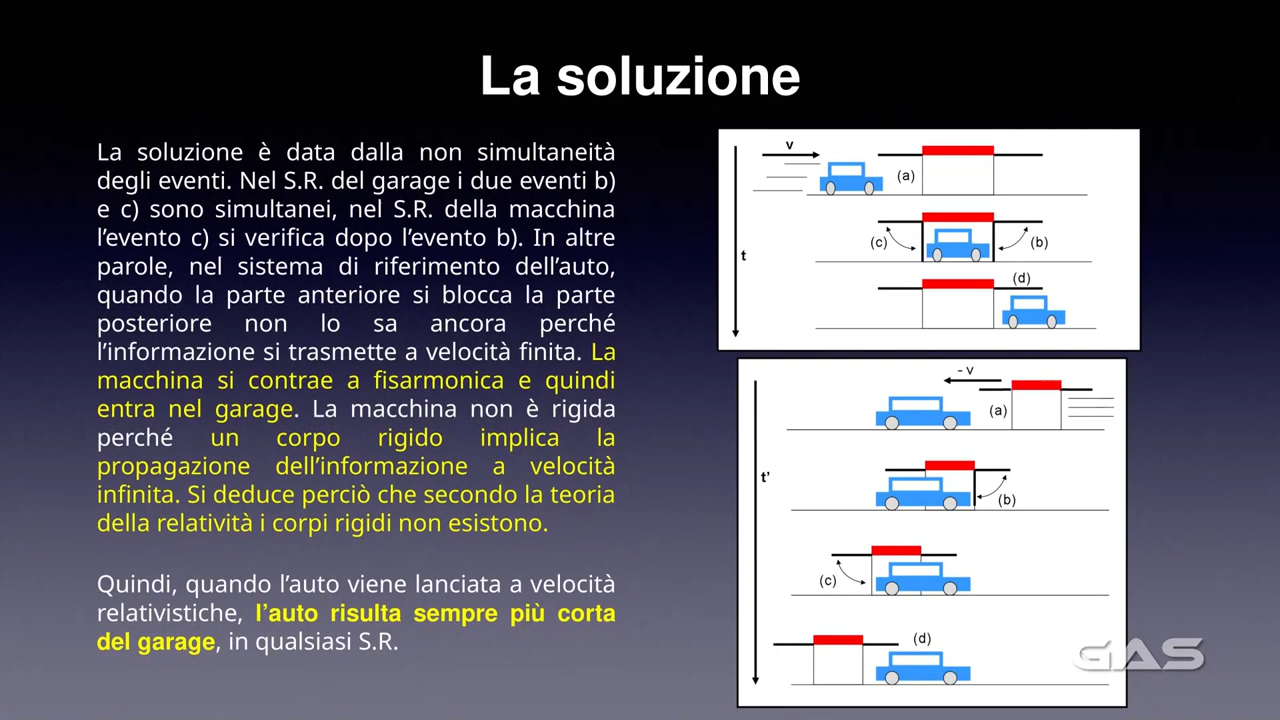 La soluzione
La soluzione è data dalla non simultaneità
degli eventi. Nel S.R. del garage i due eventi b)
e c) sono simultanei, nel S.R. della macchina
l’evento c) si verifica dopo l’evento b). In altre
parole, nel sistema di riferimento dell’auto,
quando la parte anteriore si blocca la parte
posteriore non lo sa ancora perché
l’informazione si trasmette a velocità finita. La
macchina si contrae a fisarmonica e quindi
entra nel garage. La macchina non è rigida
perché un corpo rigido implica la
propagazione dell’informazione a velocità
infinita. Si deduce perciò che secondo la teoria
della relatività i corpi rigidi non esistono.
Quindi, quando l’auto viene lanciata a velocità
relativistiche, l’auto risulta sempre più corta
del garage, in qualsiasi S.R.
v
(a)
(c)
(b)
t
(d)
- v
(a)
t’
(b)
(c)
(d)
GAS